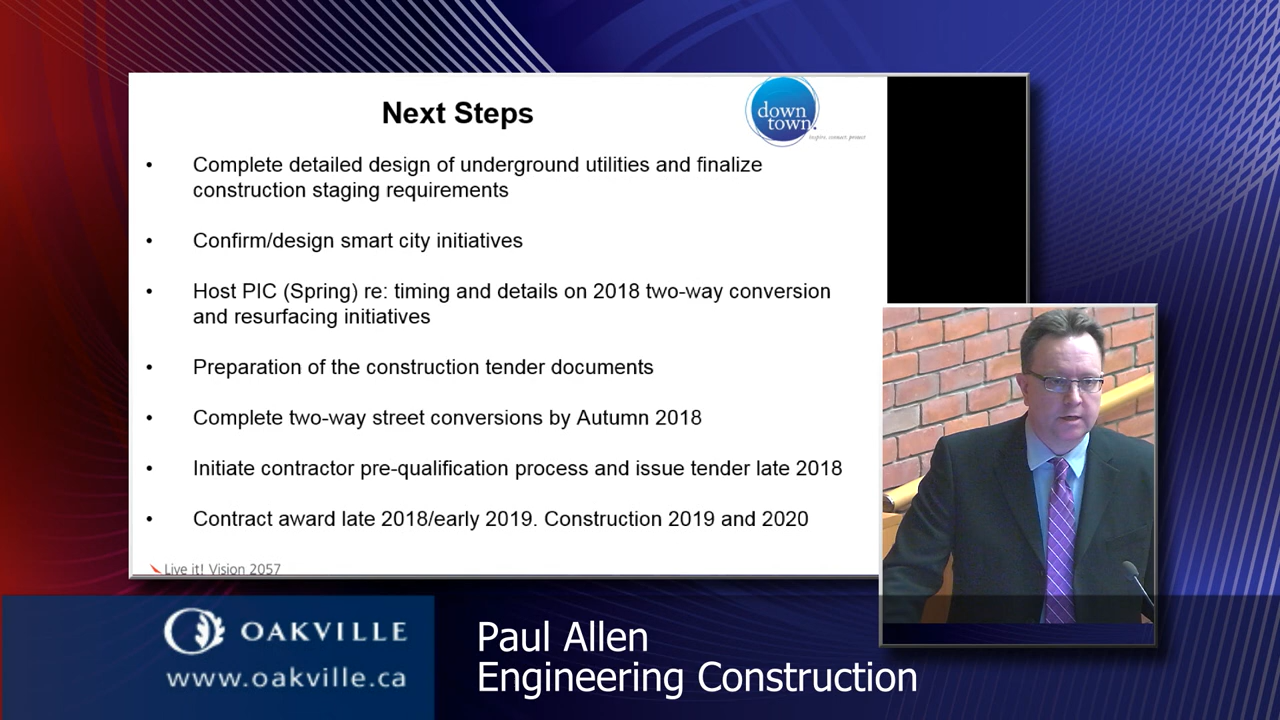 Next Steps
down
town.
inspire. connect. protect
• Complete detailed design of underground utilities and finalize
construction staging requirements
• Confirm/design smart city initiatives
• Host PIC (Spring) re: timing and details on 2018 two-way conversion
and resurfacing initiatives
• Preparation of the construction tender documents
• Complete two-way street conversions by Autumn 2018
• Initiate contractor pre-qualification process and issue tender late 2018
• Contract award late 2018/early 2019. Construction 2019 and 2020
Live it! Vision 2057
OAKVILLE
www.oakville.ca
Paul Allen
Engineering Construction